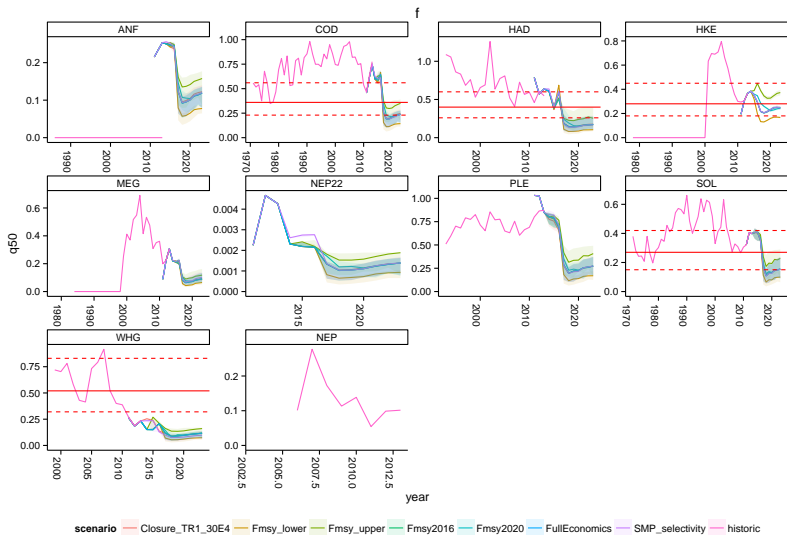 f
ANF COD HAD HKE
0.2
0.1
0.0
1990 2000 2010 2020
1.00
0.75
0.50
0.25
0.00
1970 1980 1990 2000 2010 2020
1.0
0.5
0.0
2000 2010 2020
0.8
0.6
0.4
0.2
0.0
1980 1990 2000 2010 2020
MEG NEP22 PLE SOL
q50
0.6
0.4
0.2
0.0
1980 1990 2000 2010 2020
0.004
0.003
0.002
0.001
0.000
2015 2020
1.00
0.75
0.50
0.25
0.00
2000 2010 2020
0.6
0.4
0.2
0.0
1970 1980 1990 2000 2010 2020
WHG NEP
0.75
0.50
0.25
0.00
2000 2005 2010 2015 2020
0.2
0.1
0.0
2002.5 2005.0 2007.5 2010.0 2012.5
year
scenario Closure_TR1_30E4 Fmsy_lower Fmsy_upper Fmsy2016 Fmsy2020 FullEconomics SMP_selectivity historic